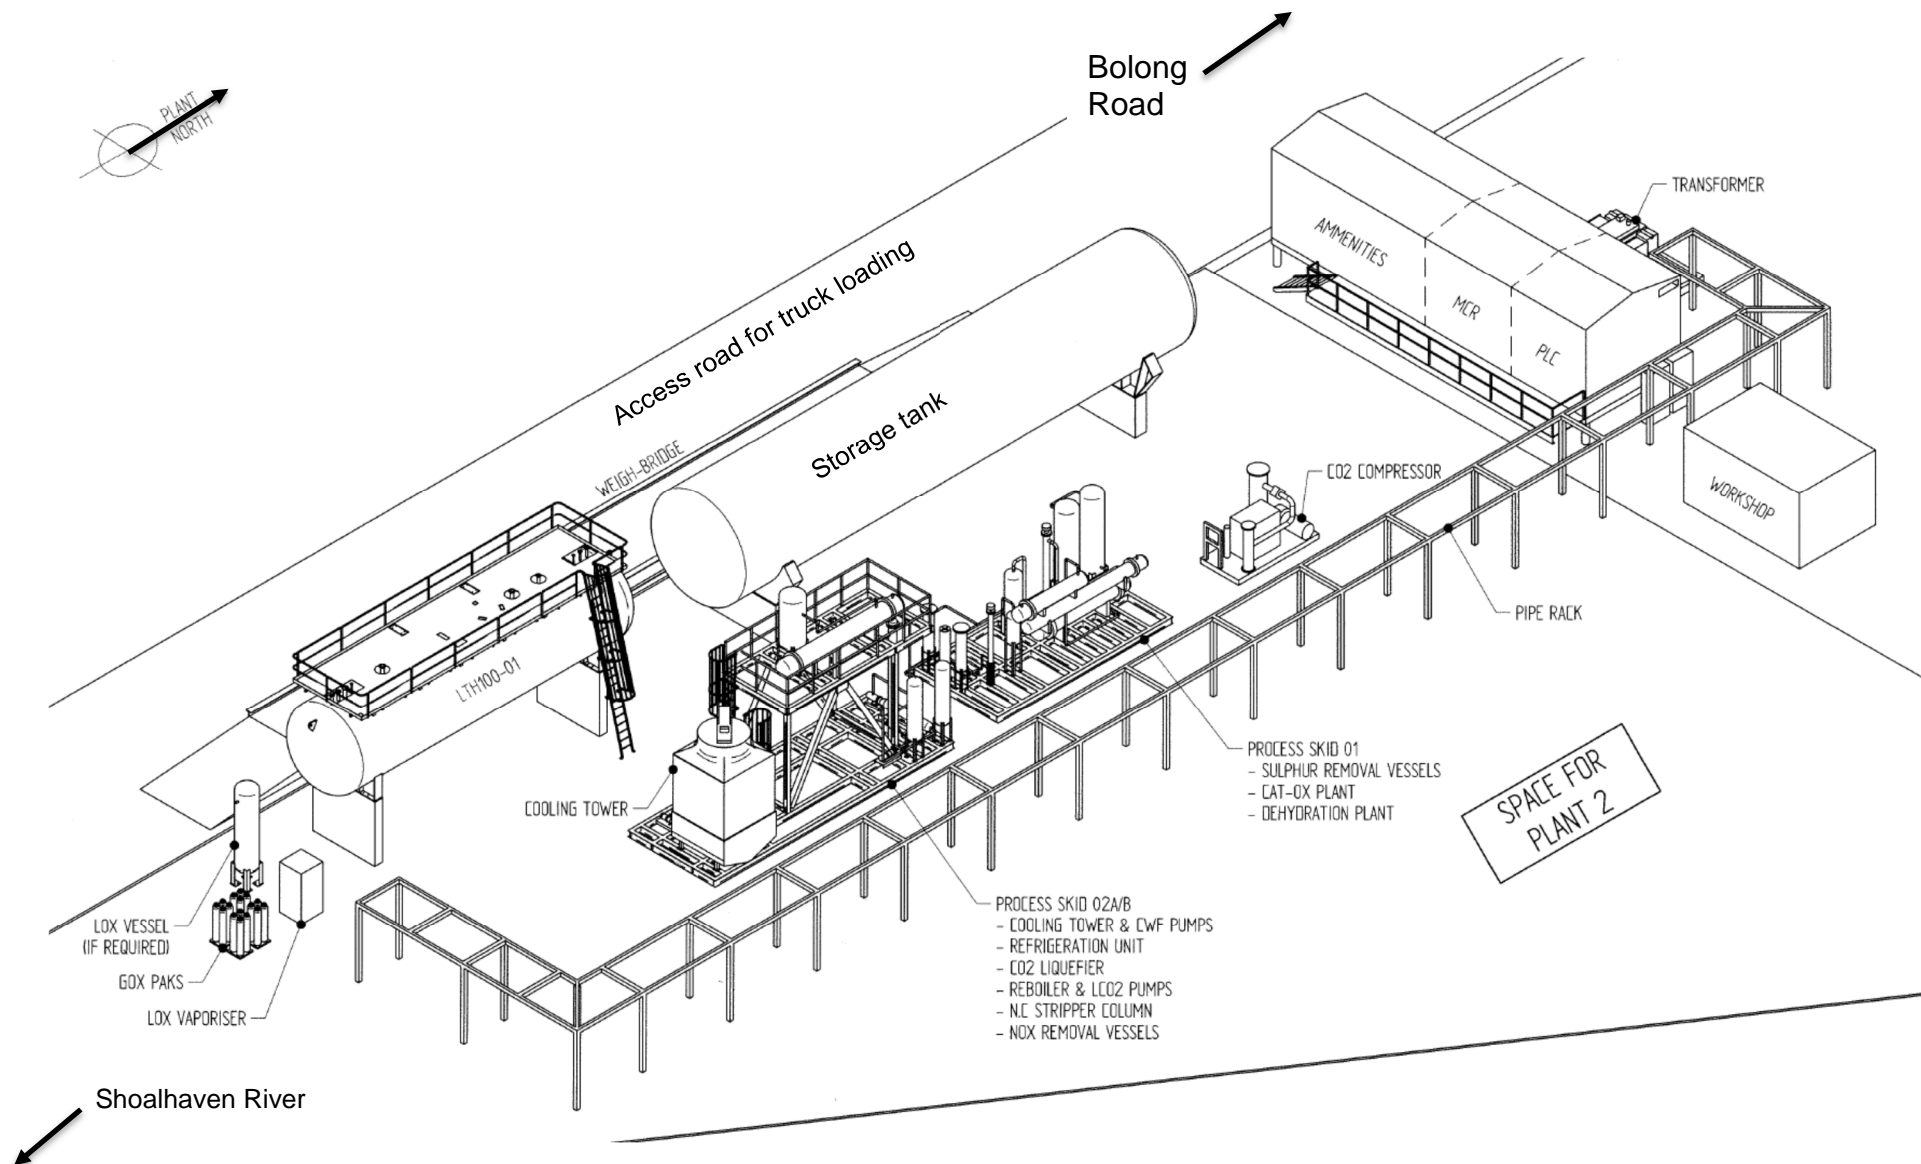 Bolong
Road
PLANT
NORTH
TRANSFORMER
AMMENITIES
MCR
PLC
Access road for truck loading
Storage tank
WEIGH-BRIDGE
CO2 COMPRESSOR
WORKSHOP
PIPE RACK
LTH100-01
COOLING TOWER
PROCESS SKID 01
- SULPHUR REMOVAL VESSELS
- CAT-OX PLANT
- DEHYDRATION PLANT
SPACE FOR
PLANT 2
PROCESS SKID 02A/B
- COOLING TOWER & CWF PUMPS
- REFRIGERATION UNIT
- CO2 LIQUEFIER
- REBOILER & LCO2 PUMPS
- N.C STRIPPER COLUMN
- NOX REMOVAL VESSELS
LOX VESSEL
(IF REQUIRED)
GOX PAKS
LOX VAPORISER
Shoalhaven River